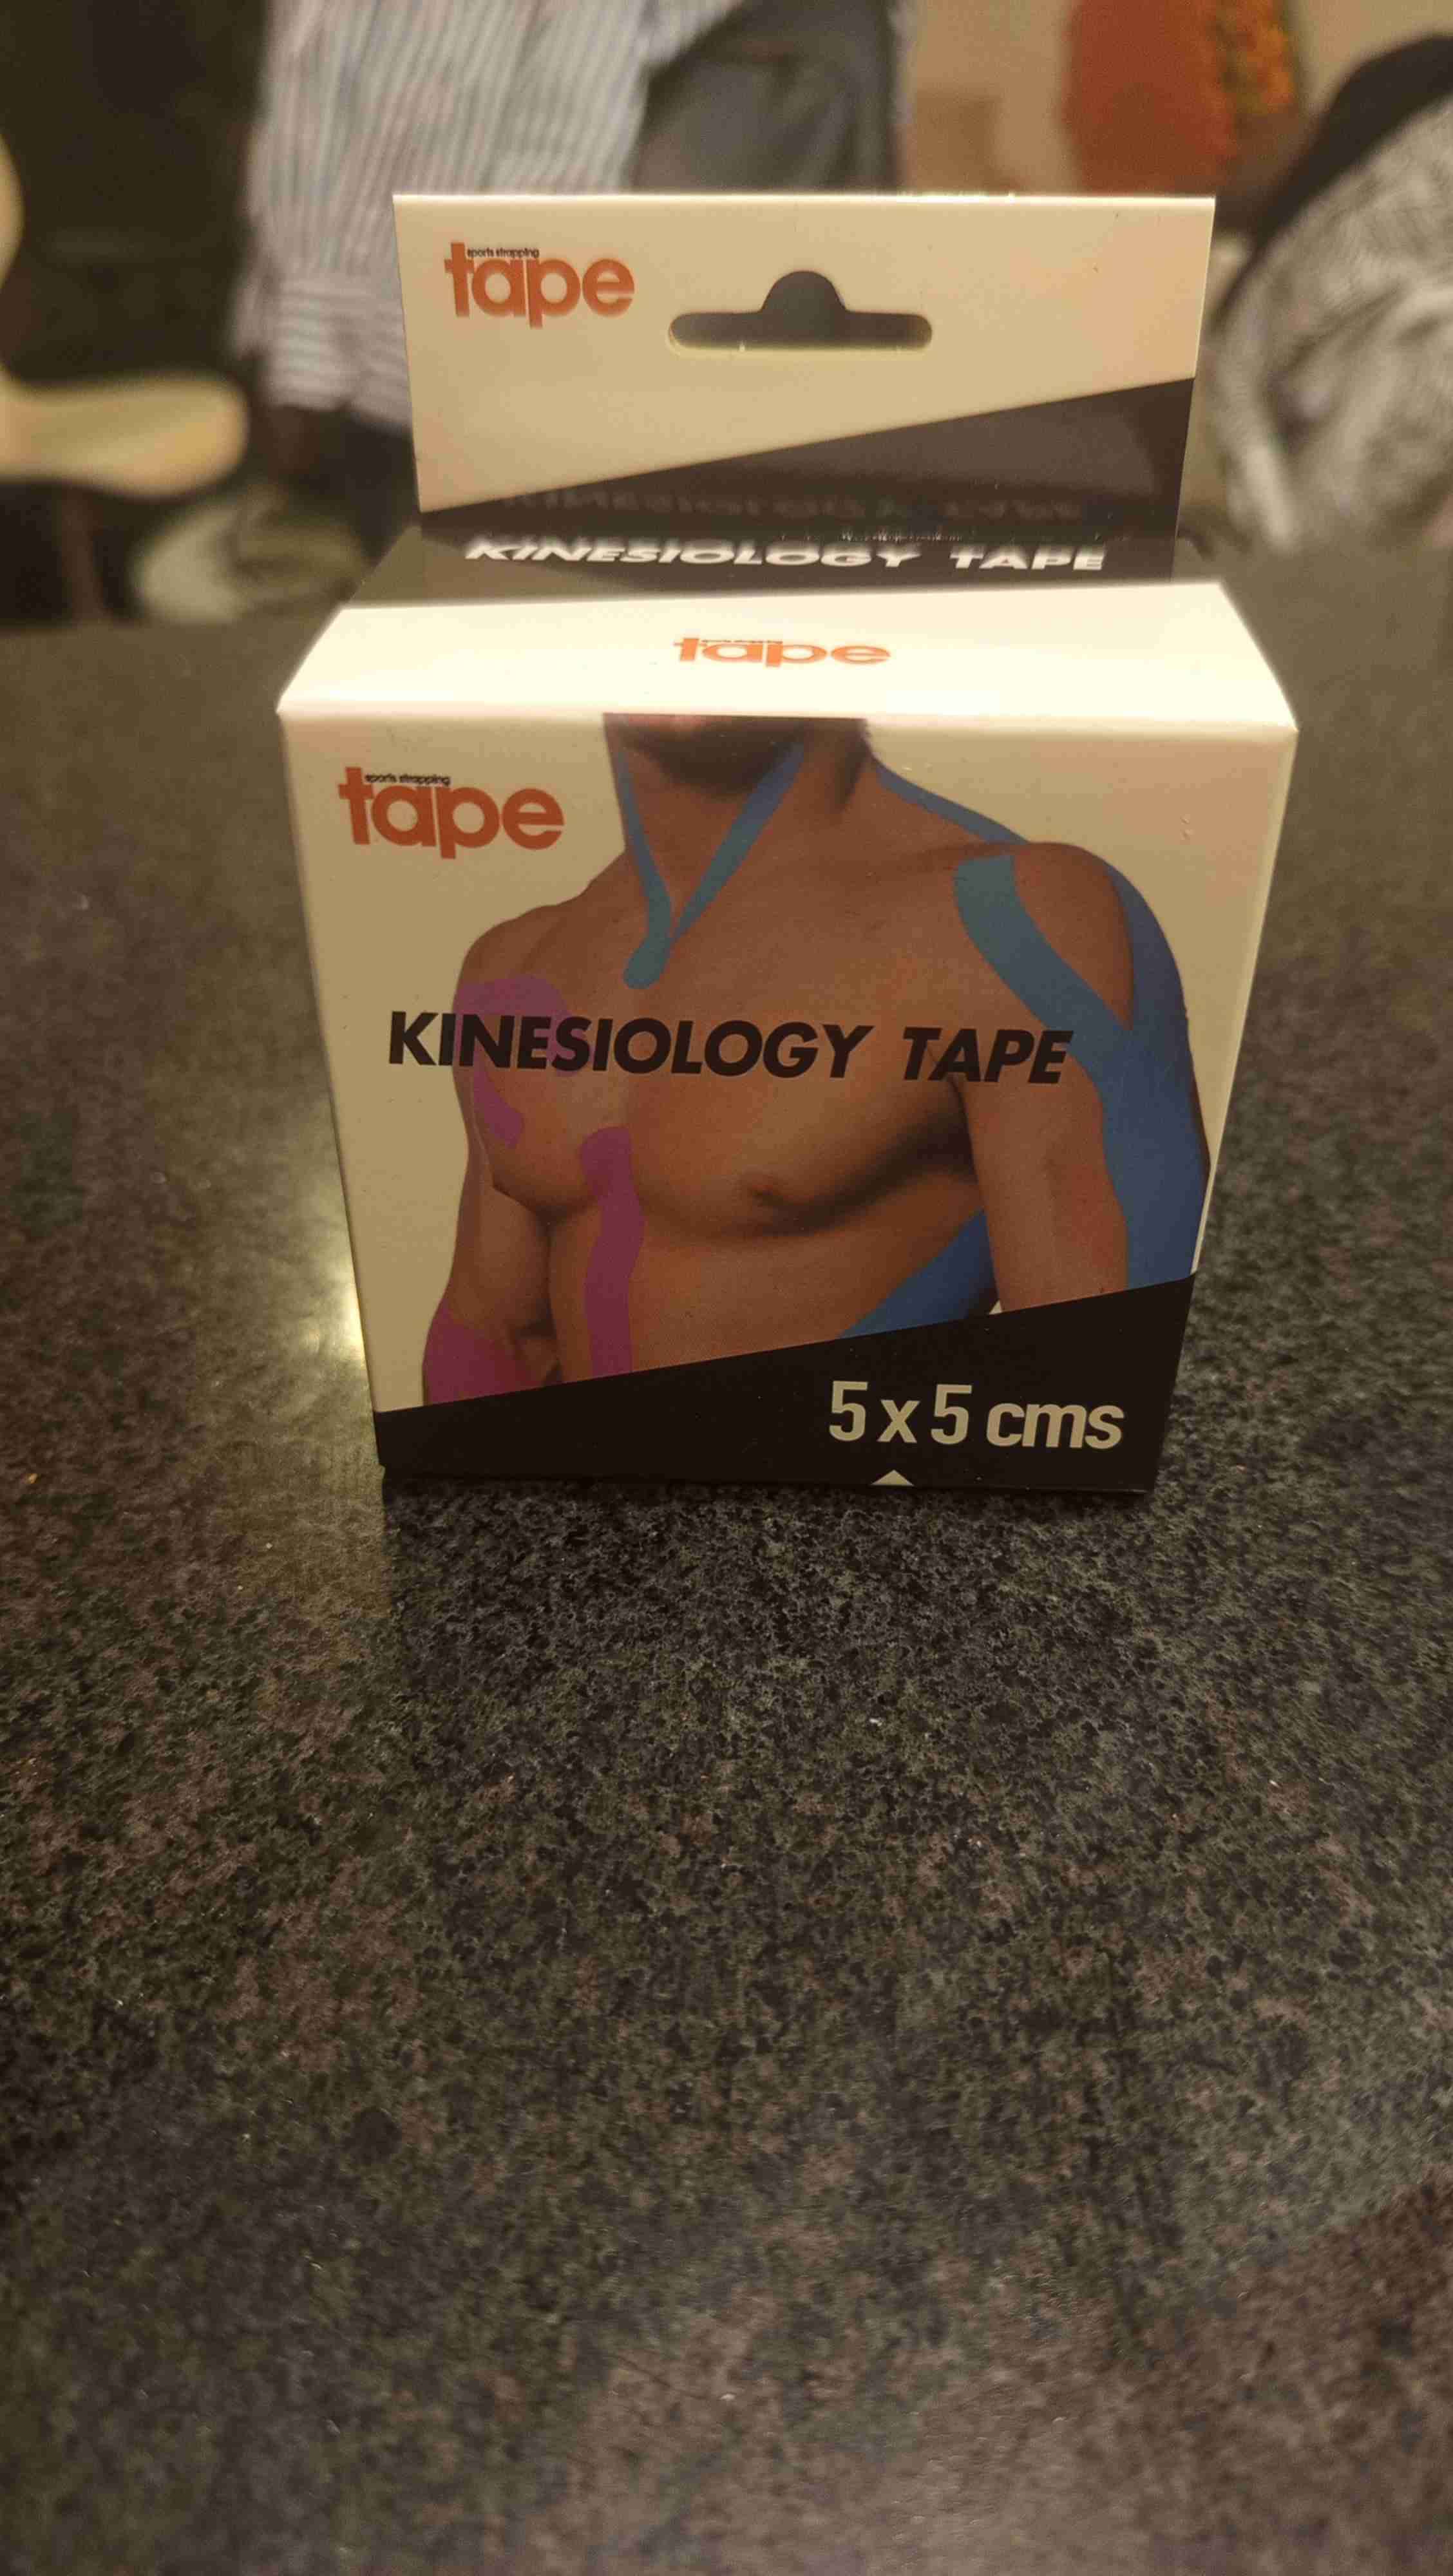 sports strapping
tape
KINESIOLOGY TAPE
tape
sports strapping
tape
KINESIOLOGY TAPE
5 x 5 cms